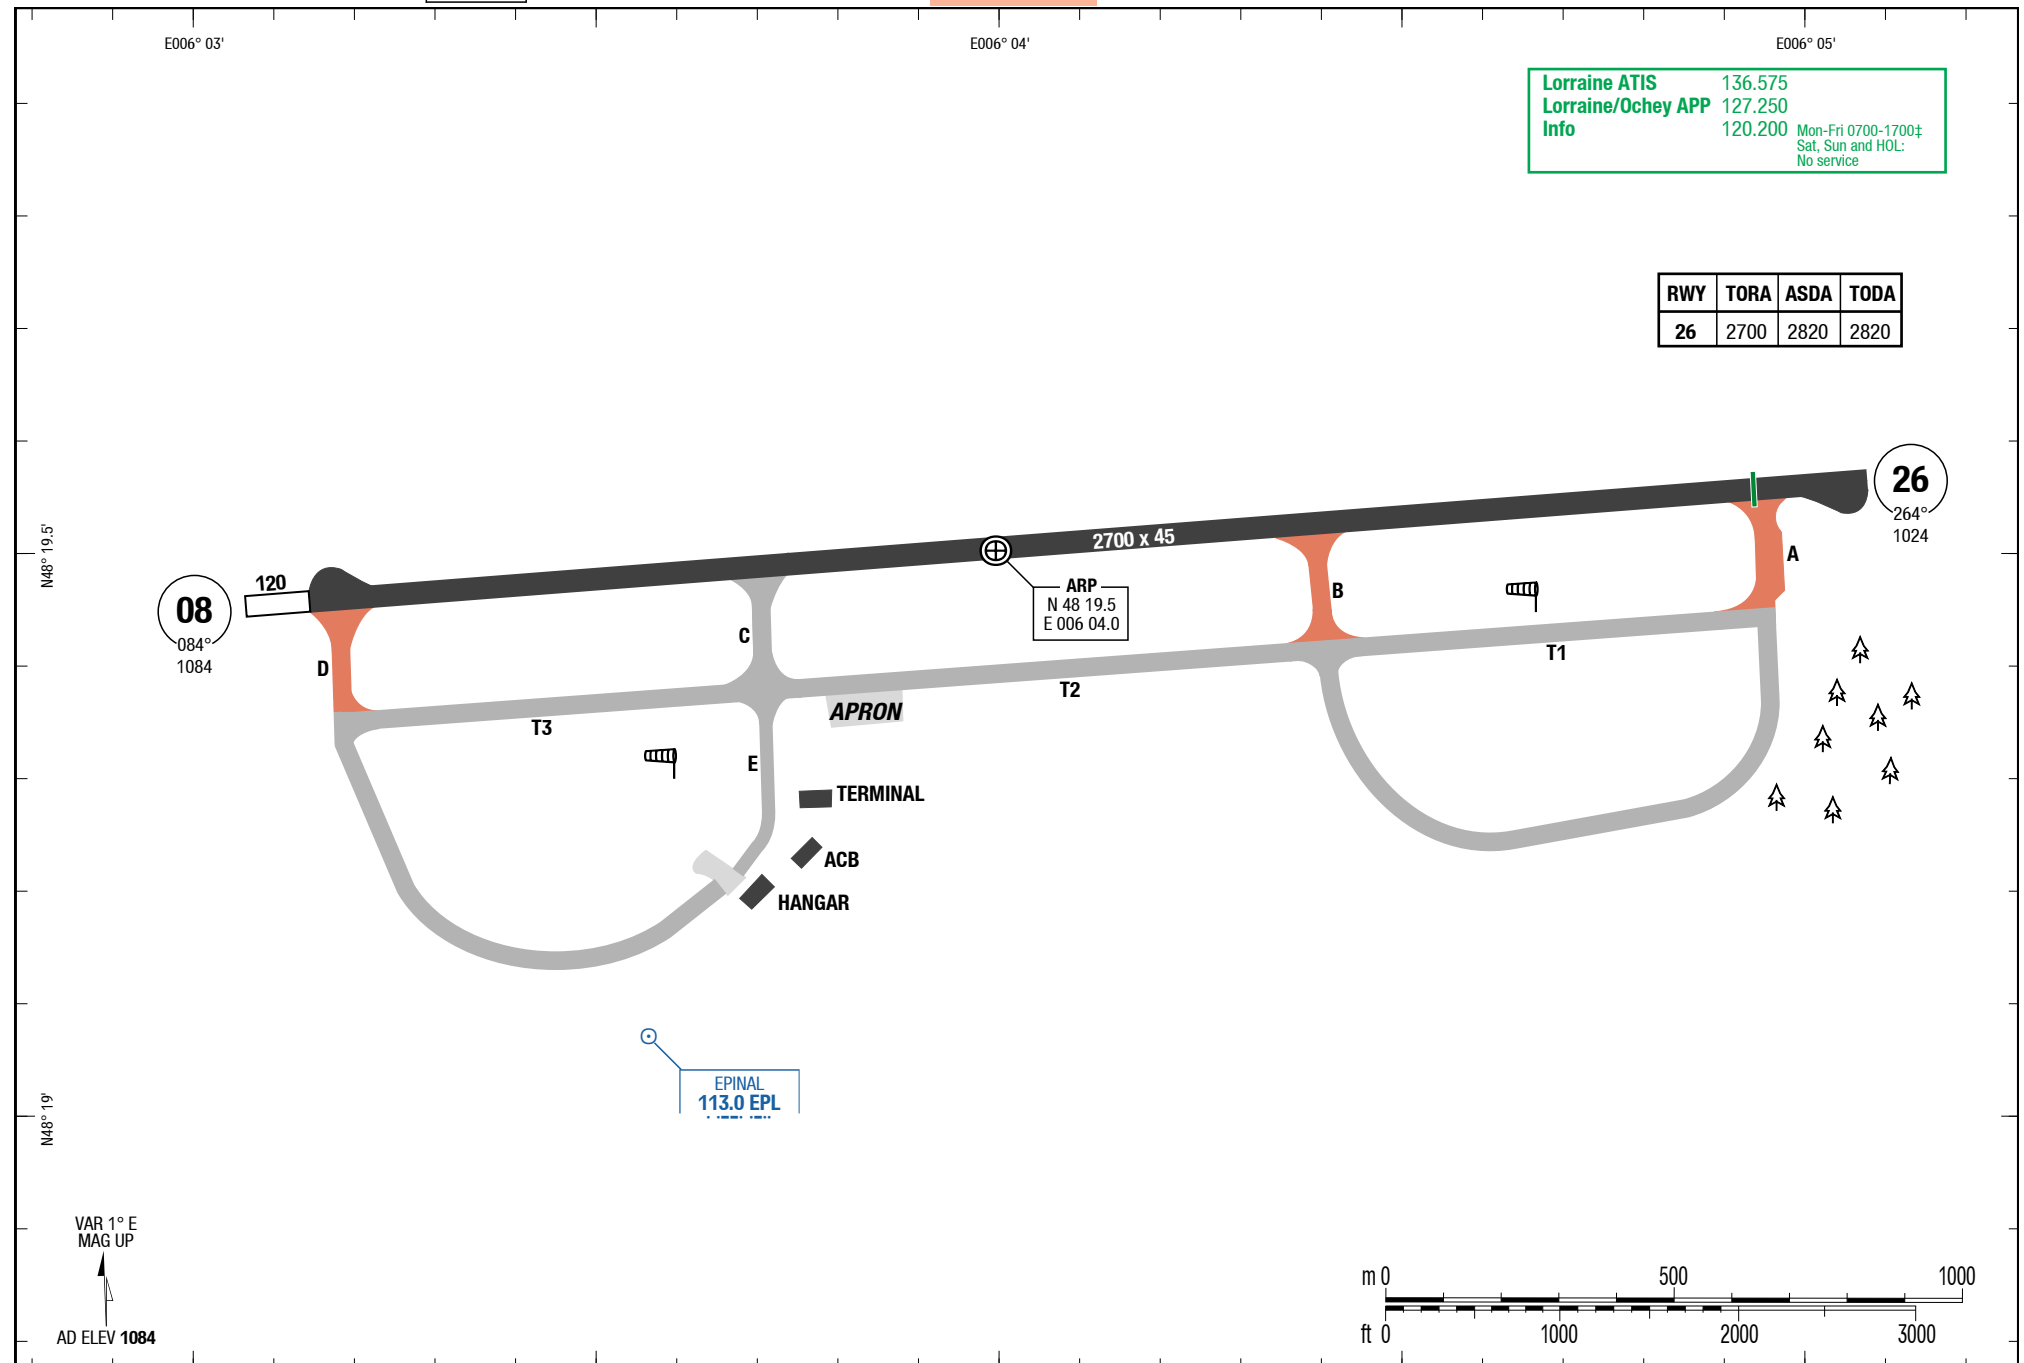 E006° 03'
E006° 04'
E006° 05'
Lorraine ATIS 136.575
Lorraine/Ochey APP 127.250
Info 120.200 Mon-Fri 0700-1700‡
Sat, Sun and HOL:
No service
RWY TORA ASDA TODA
26 2700 2820 2820
26
264°
1024
N48° 19.5'
2700 x 45
A
120
08
084°
1084
ARP
N 48 19.5
E 006 04.0
B
C
D
T1
T2
APRON
T3
E
TERMINAL
ACB
HANGAR
EPINAL
113.0 EPL
N48° 19'
VAR 1° E
MAG UP
AD ELEV 1084
m 0 500 1000
ft 0 1000 2000 3000